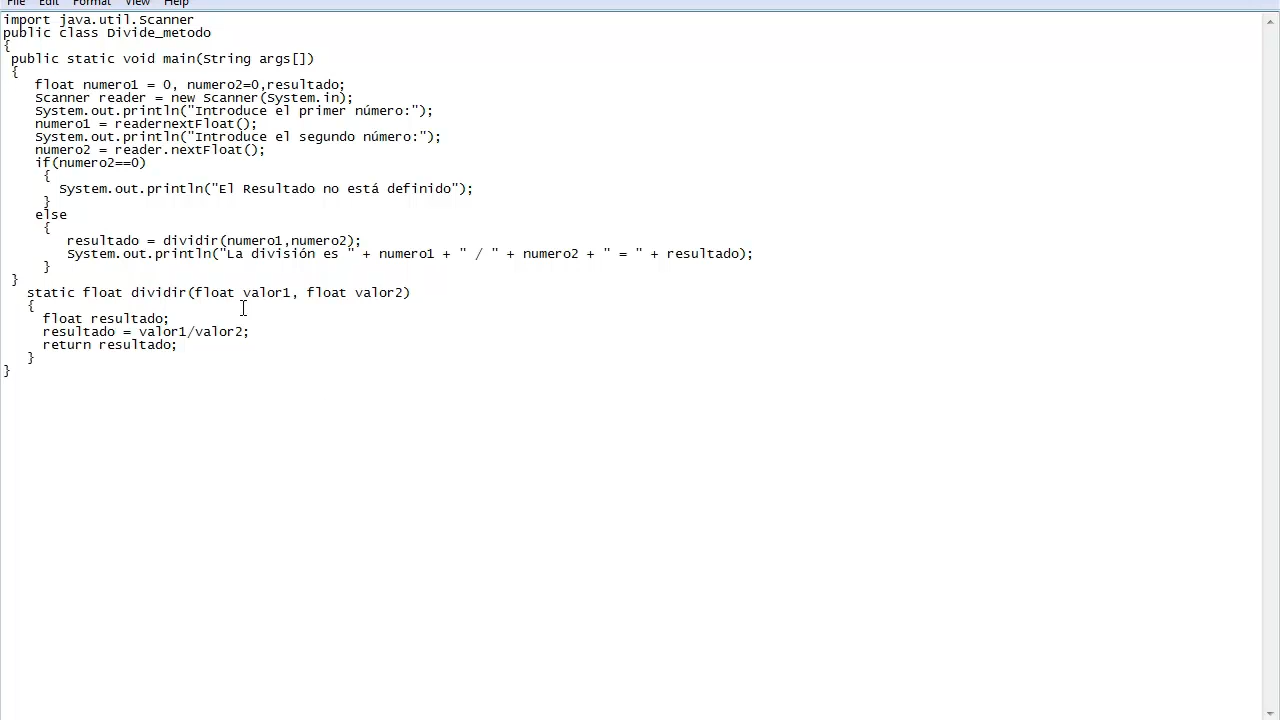 File Edit Format View Help
import java.util.Scanner
public class Divide_metodo
{
public static void main(String args[])
{
float numero1 = 0, numero2=0,resultado;
Scanner reader = new Scanner(System.in);
System.out.println("Introduce el primer número:");
numero1 = readernextFloat();
System.out.println("Introduce el segundo número:");
numero2 = reader.nextFloat();
if(numero2==0)
{
System.out.println("El Resultado no está definido");
}
else
{
resultado = dividir(numero1,numero2);
System.out.println("La división es " + numero1 + " / " + numero2 + " = " + resultado);
}
}
static float dividir(float valor1, float valor2)
{
float resultado;
resultado = valor1/valor2;
return resultado;
}
}